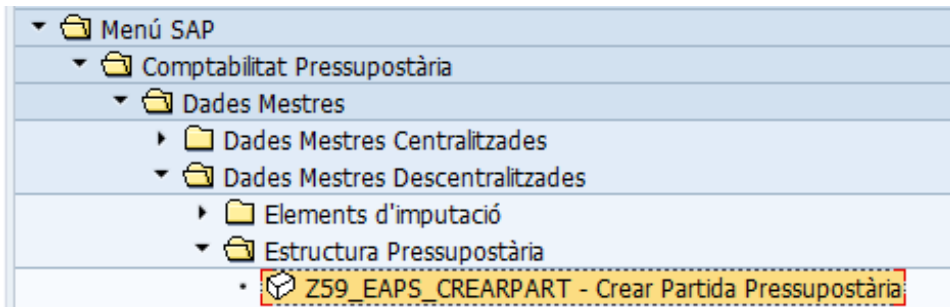 Menú SAP
Comptabilitat Pressupostària
Dades Mestres
Dades Mestres Centralitzades
Dades Mestres Descentralitzades
Elements d'imputació
Estructura Pressupostària
Z59_EAPS_CREARPART - Crear Partida Pressupostària